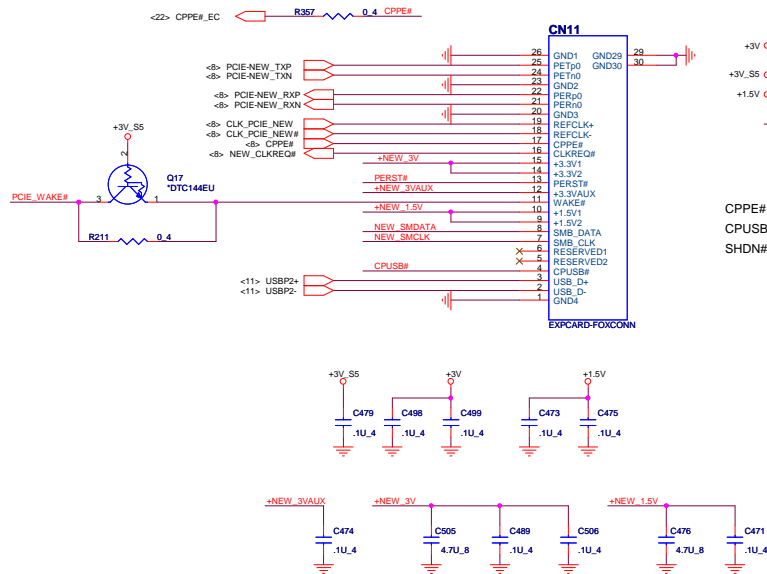 <22> CPPE#_EC R357 0_4 CPPE#
CN11
26 GND1 GND29 29
25 PETp0 GND30 30
24 PETn0
23 GND2
22 PERp0
21 PERn0
20 GND3
19 REFCLK+
18 REFCLK-
17 CPPE#
16 CLKREQ#
15 +3.3V1
14 +3.3V2
13 PERST#
12 +3.3VAUX
11 WAKE#
10 +1.5V1
9 +1.5V2
8 SMB_DATA
7 SMB_CLK
6 RESERVED1
5 RESERVED2
4 CPUSB#
3 USB_D+
2 USB_D-
1 GND4
EXPCARD-FOXCONN
<8> PCIE-NEW_TXP
<8> PCIE-NEW_TXN
<8> PCIE-NEW_RXP
<8> PCIE-NEW_RXN
<8> CLK_PCIE_NEW
<8> CLK_PCIE_NEW#
<8> CPPE#
<8> NEW_CLKREQ#
+NEW_3V
PERST#
+NEW_3VAUX
+NEW_1.5V
NEW_SMDATA
NEW_SMCLK
CPUSB#
<11> USBP2+
<11> USBP2-
+3V_S5
2
Q17
*DTC144EU
PCIE_WAKE# 3 1
R211 0_4
+3V
+3V_S5
+1.5V
CPPE#
CPUSB
SHDN#
+3V_S5 +3V +1.5V
C479 C498 C499 C473 C475
.1U_4 .1U_4 .1U_4 .1U_4 .1U_4
+NEW_3VAUX +NEW_3V +NEW_1.5V
C474 C505 C489 C506 C476 C471
.1U_4 4.7U_8 .1U_4 .1U_4 4.7U_8 .1U_4